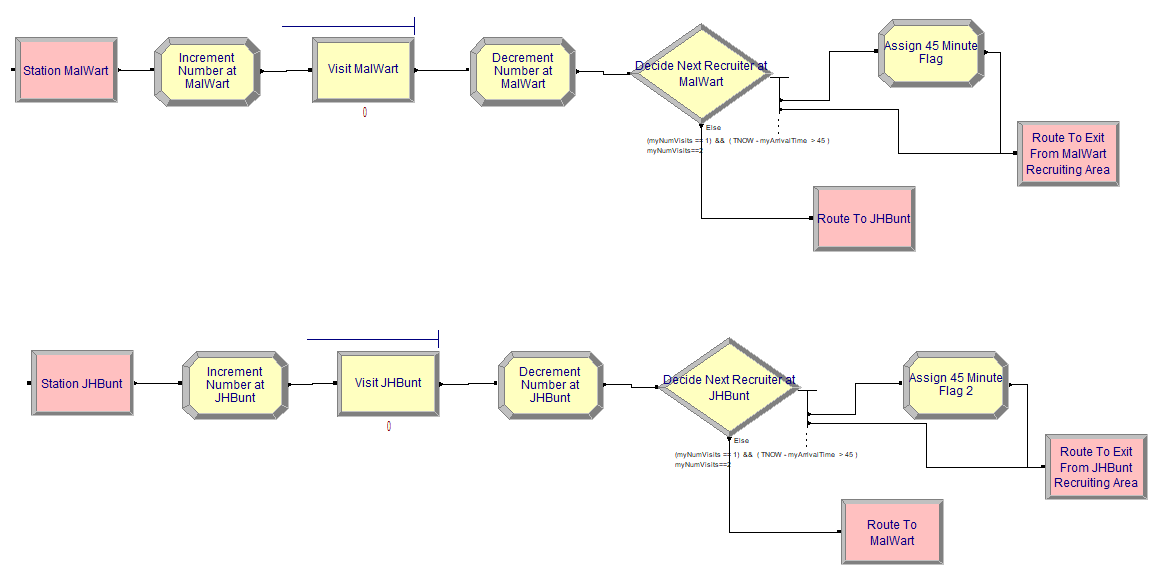 Station MalWart
Increment
Number at
MalWart
Visit MalWart
0
Decrement
Number at
MalWart
Decide Next Recruiter at
MalWart
Else
(myNumVisits == 1) && ( TNOW - myArrivalTime > 45 )
myNumVisits==2
Assign 45 Minute
Flag
Route To Exit
From MalWart
Recruiting Area
Route To JHBunt
Station JHBunt
Increment
Number at
JHBunt
Visit JHBunt
0
Decrement
Number at
JHBunt
Decide Next Recruiter at
JHBunt
Else
(myNumVisits == 1) && ( TNOW - myArrivalTime > 45 )
myNumVisits==2
Assign 45 Minute
Flag 2
Route To Exit
From JHBunt
Recruiting Area
Route To
MalWart